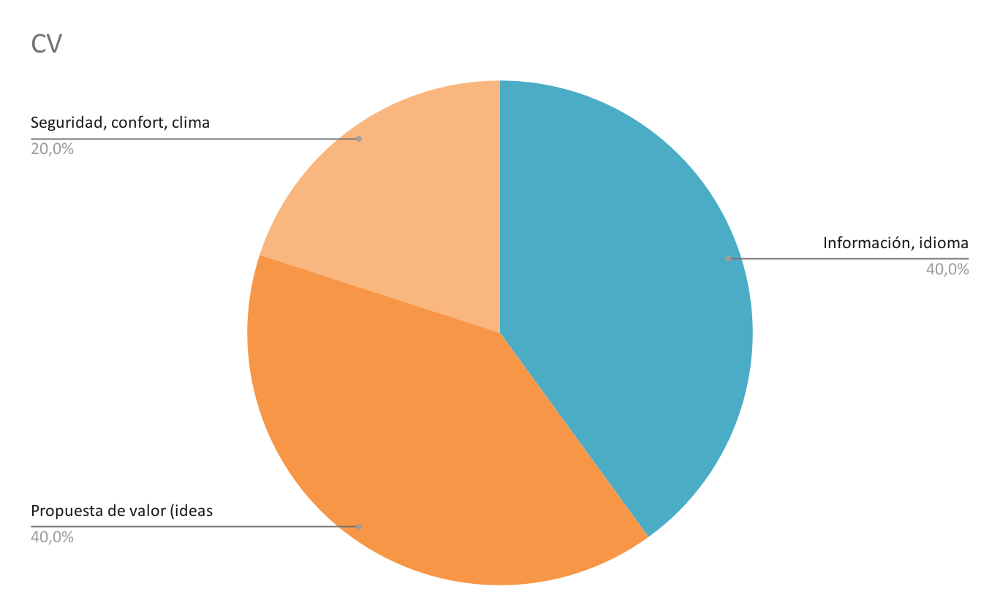 CV
Seguridad, confort, clima
20,0%
Información, idioma
40,0%
Propuesta de valor (ideas
40,0%